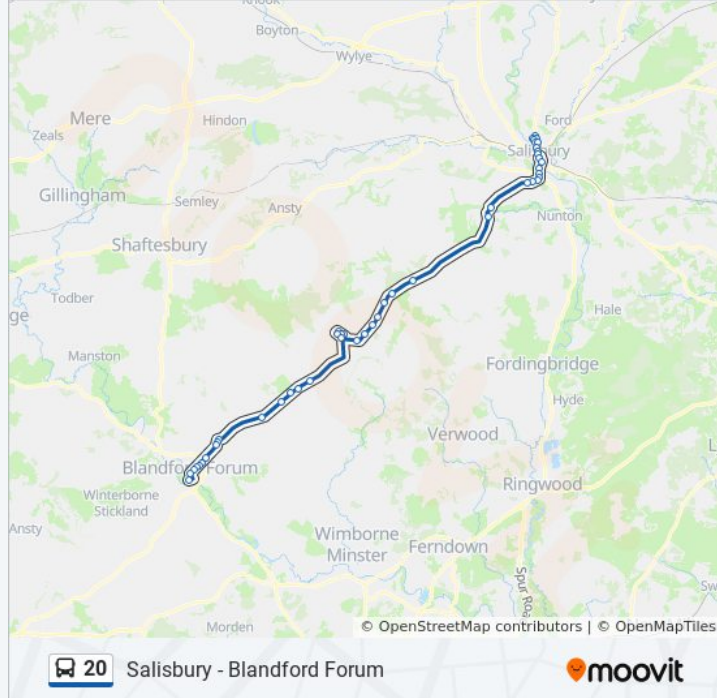 Knook
Boyton
Wylye
Mere
Hindon
Ford
Zeals
Salisbury
Gillingham
Semley
Ansty
Nunton
Shaftesbury
Todber
Hale
ge
Manston
Fordingbridge
Hyde
Verwood
Blandford Forum
Ringwood
Winterborne
Stickland
Ansty
Wimborne
Minster
Ferndown
Spur Roa
Sw
Morden
© OpenStreetMap contributors | © OpenMapTiles
20 Salisbury - Blandford Forum
moovit